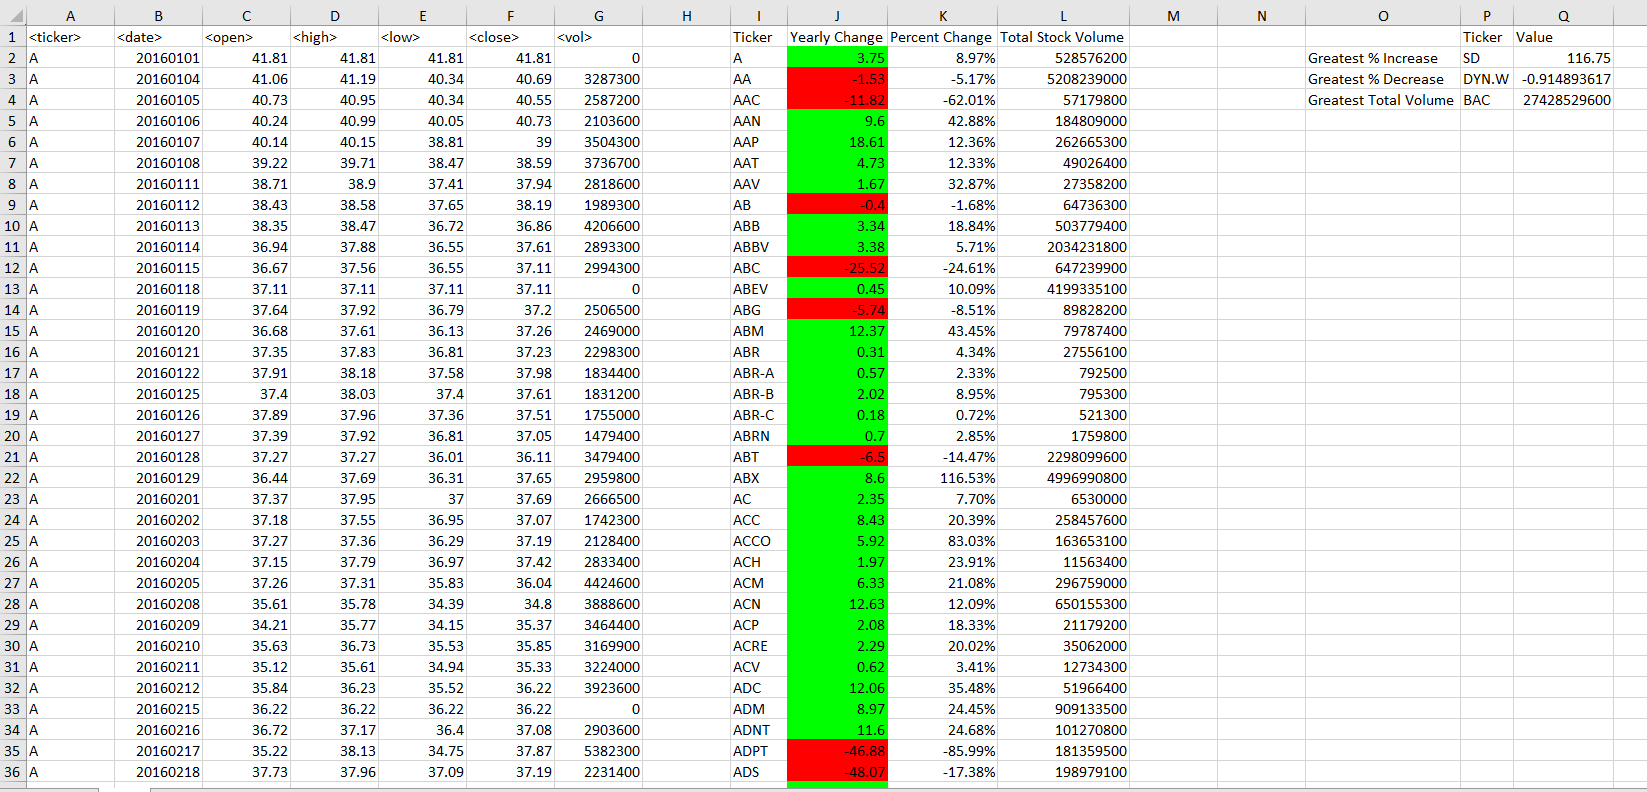 A B C D E F G H I J K L M N O P Q
1 <ticker> <date> <open> <high> <low> <close> <vol> Ticker Yearly Change Percent Change Total Stock Volume Ticker Value
2 A 20160101 41.81 41.81 41.81 41.81 0 A 3.75 8.97% 528576200 Greatest % Increase SD 116.75
3 A 20160104 41.06 41.19 40.34 40.69 3287300 AA -1.53 -5.17% 5208239000 Greatest % Decrease DYN.W -0.914893617
4 A 20160105 40.73 40.95 40.34 40.55 2587200 AAC -11.82 -62.01% 57179800 Greatest Total Volume BAC 27428529600
5 A 20160106 40.24 40.99 40.05 40.73 2103600 AAN 9.6 42.88% 184809000
6 A 20160107 40.14 40.15 38.81 39 3504300 AAP 18.61 12.36% 262665300
7 A 20160108 39.22 39.71 38.47 38.59 3736700 AAT 4.73 12.33% 49026400
8 A 20160111 38.71 38.9 37.41 37.94 2818600 AAV 1.67 32.87% 27358200
9 A 20160112 38.43 38.58 37.65 38.19 1989300 AB -0.4 -1.68% 64736300
10 A 20160113 38.35 38.47 36.72 36.86 4206600 ABB 3.34 18.84% 503779400
11 A 20160114 36.94 37.88 36.55 37.61 2893300 ABBV 3.38 5.71% 2034231800
12 A 20160115 36.67 37.56 36.55 37.11 2994300 ABC -25.52 -24.61% 647239900
13 A 20160118 37.11 37.11 37.11 37.11 0 ABEV 0.45 10.09% 4199335100
14 A 20160119 37.64 37.92 36.79 37.2 2506500 ABG -5.74 -8.51% 89828200
15 A 20160120 36.68 37.61 36.13 37.26 2469000 ABM 12.37 43.45% 79787400
16 A 20160121 37.35 37.83 36.81 37.23 2298300 ABR 0.31 4.34% 27556100
17 A 20160122 37.91 38.18 37.58 37.98 1834400 ABR-A 0.57 2.33% 792500
18 A 20160125 37.4 38.03 37.4 37.61 1831200 ABR-B 2.02 8.95% 795300
19 A 20160126 37.89 37.96 37.36 37.51 1755000 ABR-C 0.18 0.72% 521300
20 A 20160127 37.39 37.92 36.81 37.05 1479400 ABRN 0.7 2.85% 1759800
21 A 20160128 37.27 37.27 36.01 36.11 3479400 ABT -6.5 -14.47% 2298099600
22 A 20160129 36.44 37.69 36.31 37.65 2959800 ABX 8.6 116.53% 4996990800
23 A 20160201 37.37 37.95 37 37.69 2666500 AC 2.35 7.70% 6530000
24 A 20160202 37.18 37.55 36.95 37.07 1742300 ACC 8.43 20.39% 258457600
25 A 20160203 37.27 37.36 36.29 37.19 2128400 ACCO 5.92 83.03% 163653100
26 A 20160204 37.15 37.79 36.97 37.42 2833400 ACH 1.97 23.91% 11563400
27 A 20160205 37.26 37.31 35.83 36.04 4424600 ACM 6.33 21.08% 296759000
28 A 20160208 35.61 35.78 34.39 34.8 3888600 ACN 12.63 12.09% 650155300
29 A 20160209 34.21 35.77 34.15 35.37 3464400 ACP 2.08 18.33% 21179200
30 A 20160210 35.63 36.73 35.53 35.85 3169900 ACRE 2.29 20.02% 35062000
31 A 20160211 35.12 35.61 34.94 35.33 3224000 ACV 0.62 3.41% 12734300
32 A 20160212 35.84 36.23 35.52 36.22 3923600 ADC 12.06 35.48% 51966400
33 A 20160215 36.22 36.22 36.22 36.22 0 ADM 8.97 24.45% 909133500
34 A 20160216 36.72 37.17 36.4 37.08 2903600 ADNT 11.6 24.68% 101270800
35 A 20160217 35.22 38.13 34.75 37.87 5382300 ADPT -46.88 -85.99% 181359500
36 A 20160218 37.73 37.96 37.09 37.19 2231400 ADS -48.07 -17.38% 198979100